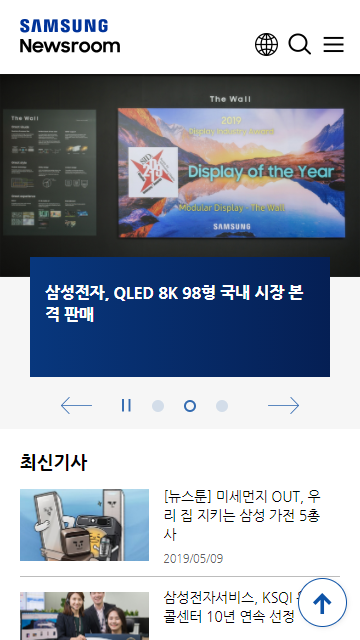 SAMSUNG
Newsroom
The Wall
The Wall
2019
Display of the Year
Modular Display - The Wall
SAMSUNG
삼성전자, QLED 8K 98형 국내 시장 본
격 판매
최신기사
[뉴스툰] 미세먼지 OUT, 우
리 집 지키는 삼성 가전 5총
사
2019/05/09
삼성전자서비스, KSQI
콜센터 10년 연속 선정